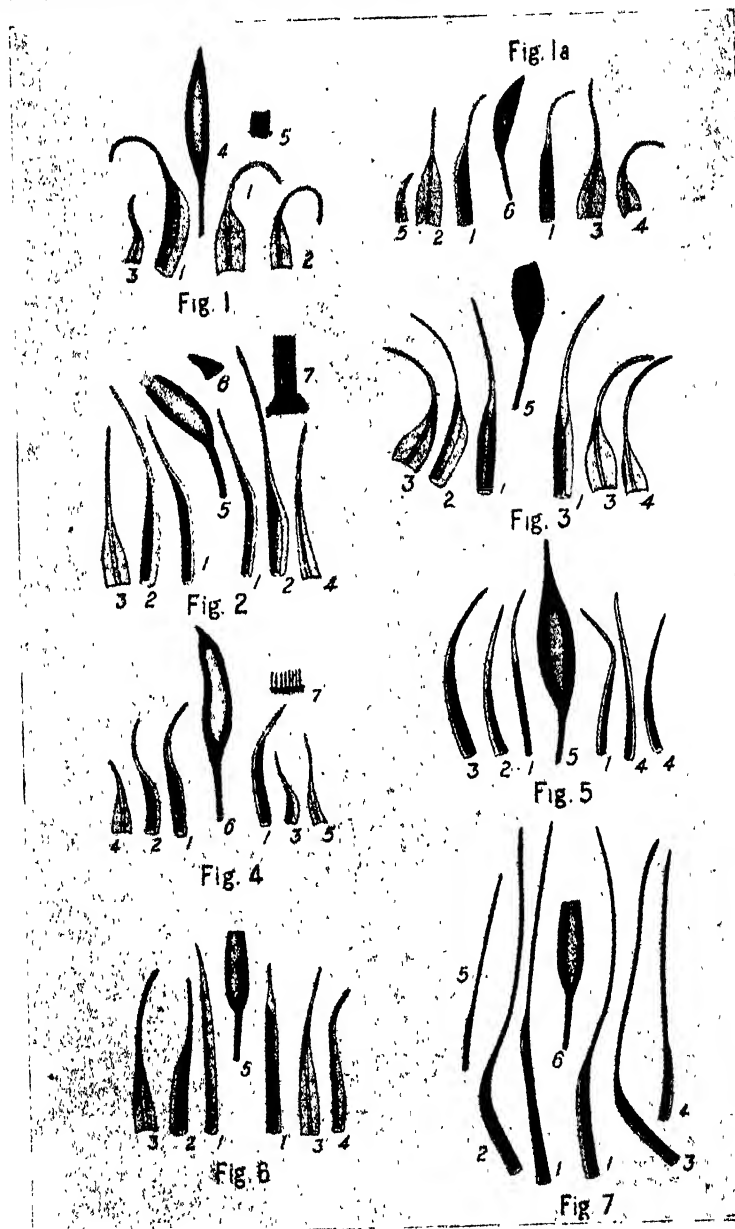 Fig. 1a
4
5
1
3 1 2
Fig. 1
5 2 1 6 1 3 4
6 7
5
3 2 1 1 2 4
Fig. 2
5
3 2 1 1 3 4
Fig. 3
7
4 2 1 6 1 3 5
Fig. 4
3 2 1 5 1 4 4
Fig. 5
5
3 2 1 1 3 4
Fig. 6
5
6
4
2 1 1 3
Fig 7